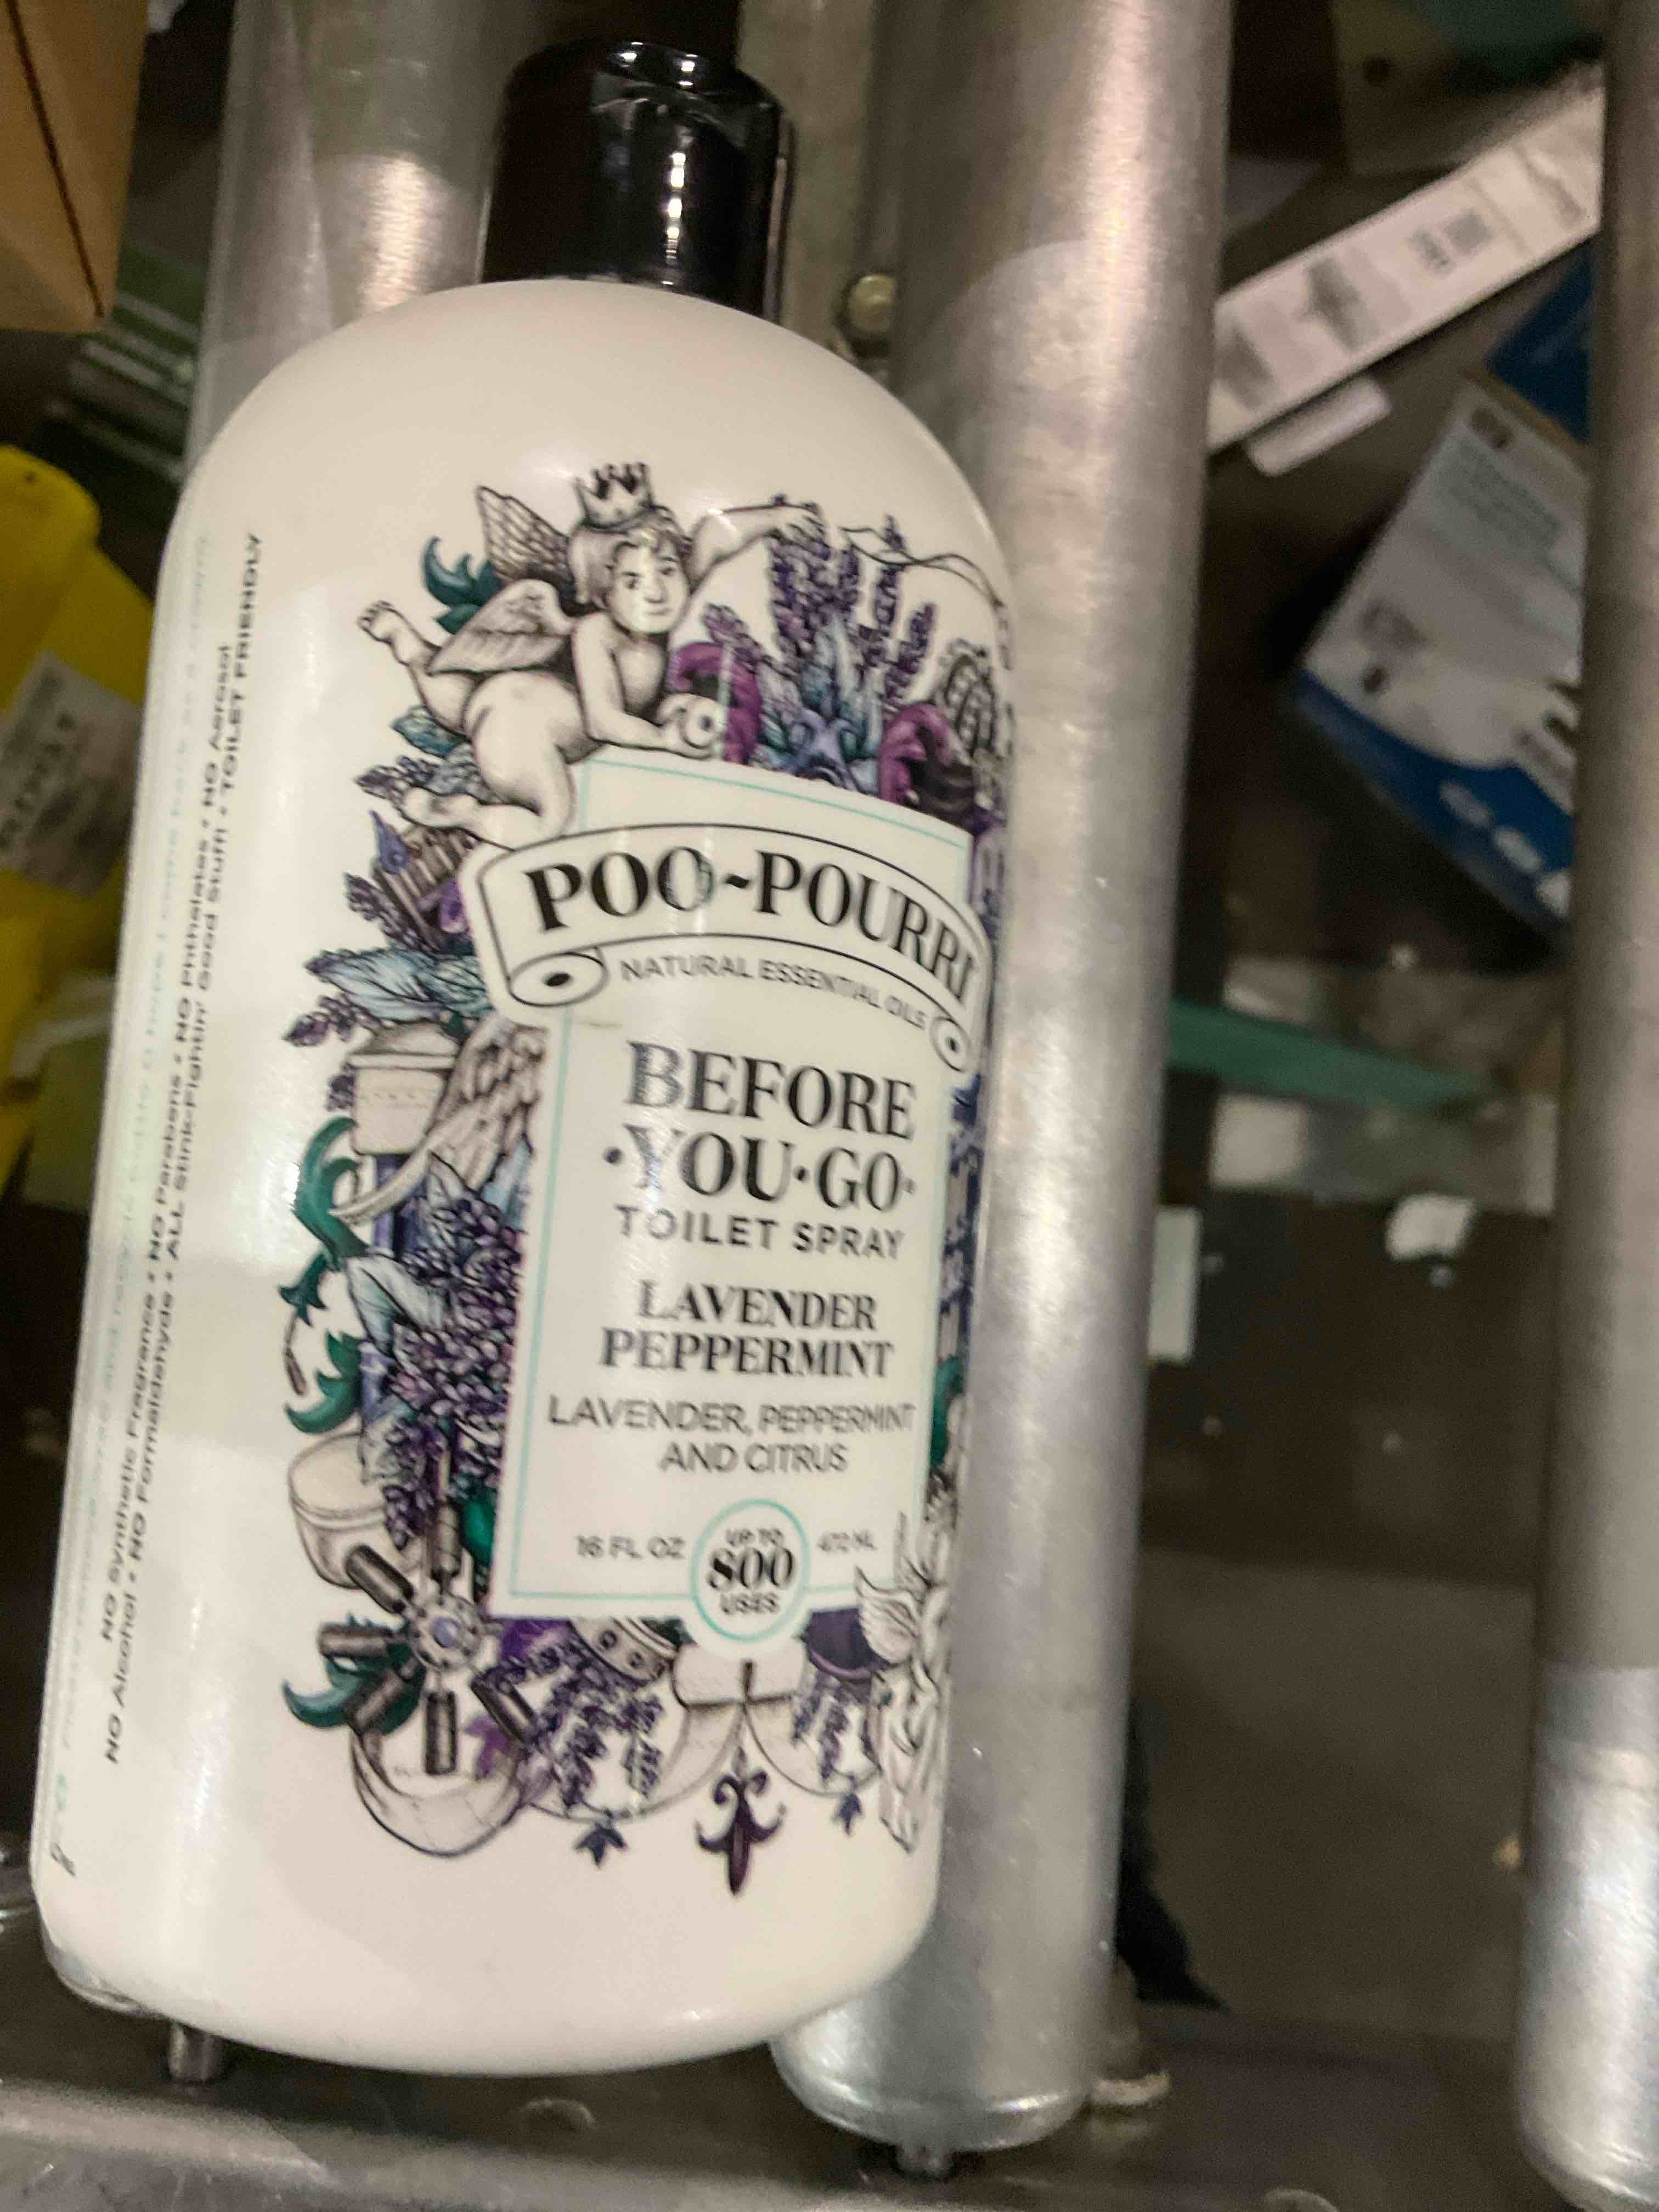 POO~POURRI
NATURAL ESSENTIAL OILS
BEFORE
·YOU·GO·
TOILET SPRAY
LAVENDER
PEPPERMINT
LAVENDER, PEPPERMINT
AND CITRUS
16 FL OZ
UP TO
800
USES
472 ML
NO Alcohol • NO Formaldehyde • ALL Stink-Fightin' Good Stuff • TOILET FRIENDLY
NO Synthetic Fragrances • NO Parabens • NO Phthalates • NO Aerosol